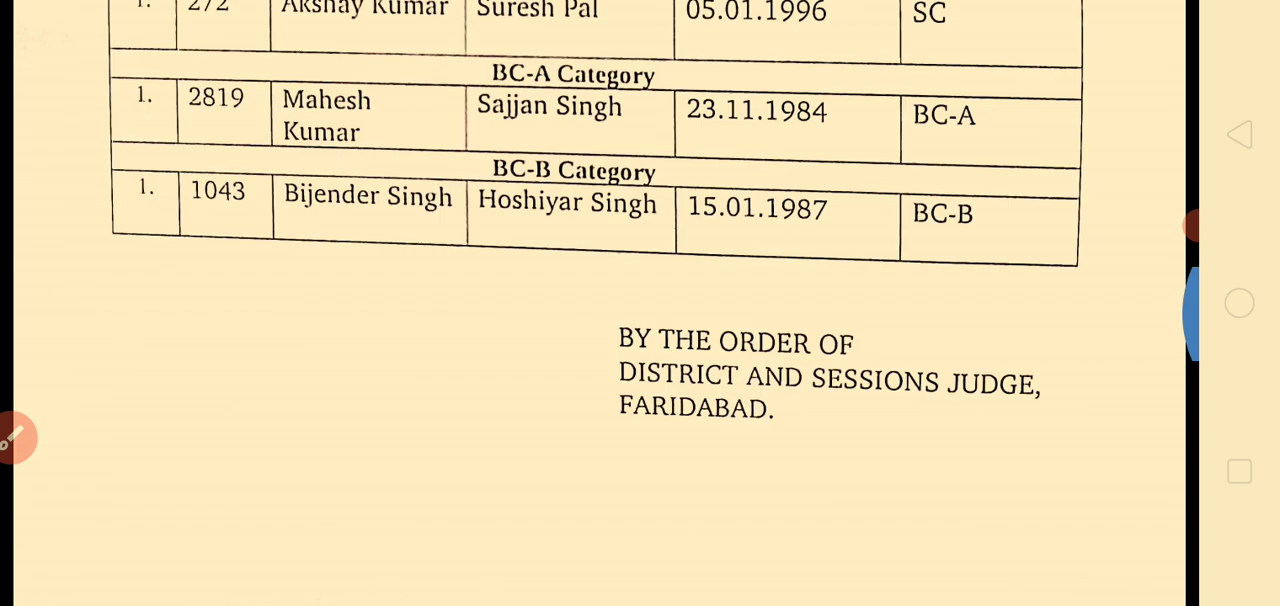 1. 272 Akshay Kumar Suresh Pal 05.01.1996 SC
BC-A Category
1. 2819 Mahesh Sajjan Singh 23.11.1984 BC-A
Kumar
BC-B Category
1. 1043 Bijender Singh Hoshiyar Singh 15.01.1987 BC-B
BY THE ORDER OF
DISTRICT AND SESSIONS JUDGE,
FARIDABAD.